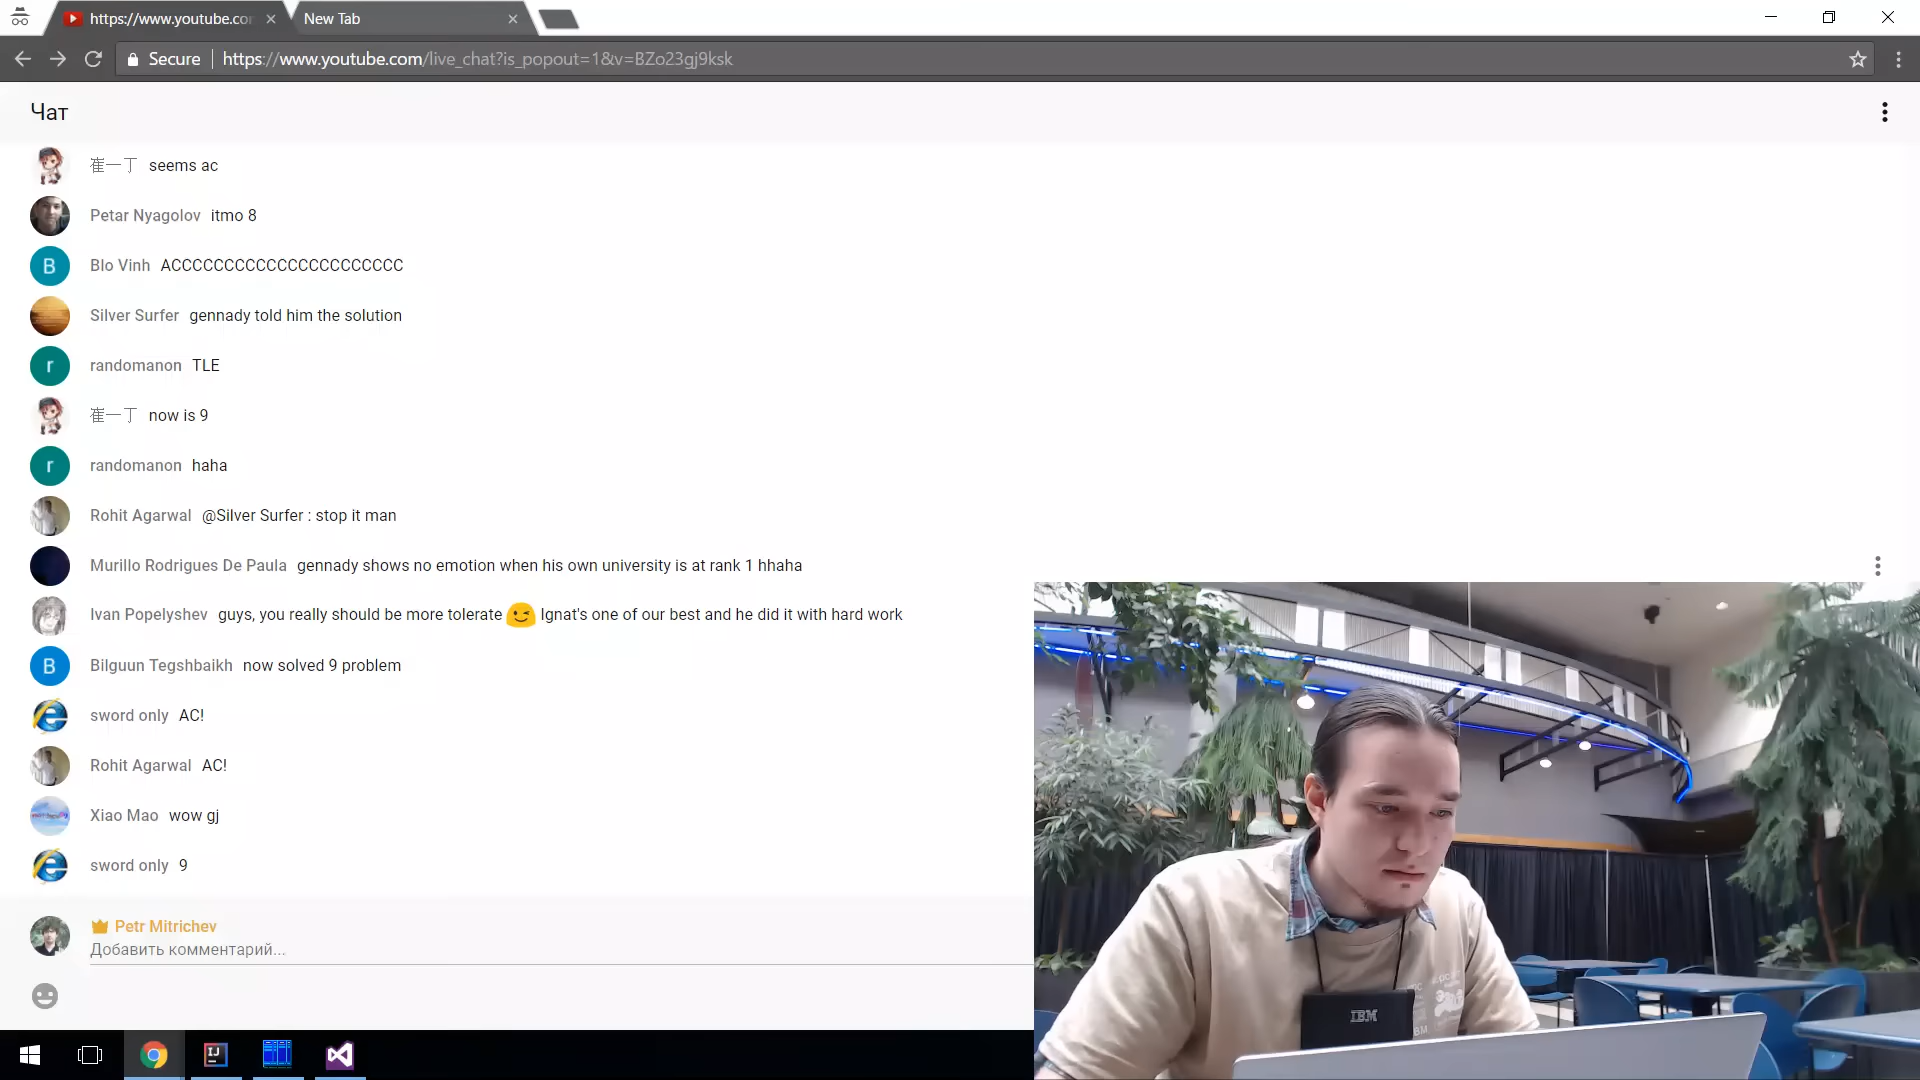 https://www.youtube.co
New Tab
Secure
https://www.youtube.com/live_chat?is_popout=1&v=BZo23gj9ksk
Чат
崔一丁 seems ac
Petar Nyagolov itmo 8
Blo Vinh ACCCCCCCCCCCCCCCCCCCCCCC
Silver Surfer gennady told him the solution
randomanon TLE
崔一丁 now is 9
randomanon haha
Rohit Agarwal @Silver Surfer : stop it man
Murillo Rodrigues De Paula gennady shows no emotion when his own university is at rank 1 hhaha
Ivan Popelyshev guys, you really should be more tolerate 😉 Ignat's one of our best and he did it with hard work
Bilguun Tegshbaikh now solved 9 problem
sword only AC!
Rohit Agarwal AC!
Xiao Mao wow gj
sword only 9
Petr Mitrichev
Добавить комментарий...
B
r
r
B
IJ
IBM